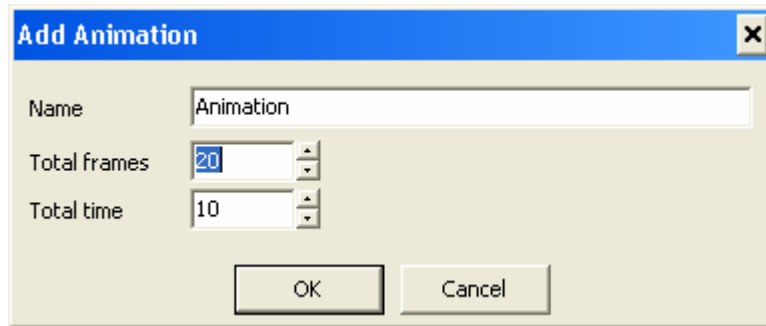 Add Animation
Name Animation
Total frames 20
Total time 10
OK Cancel